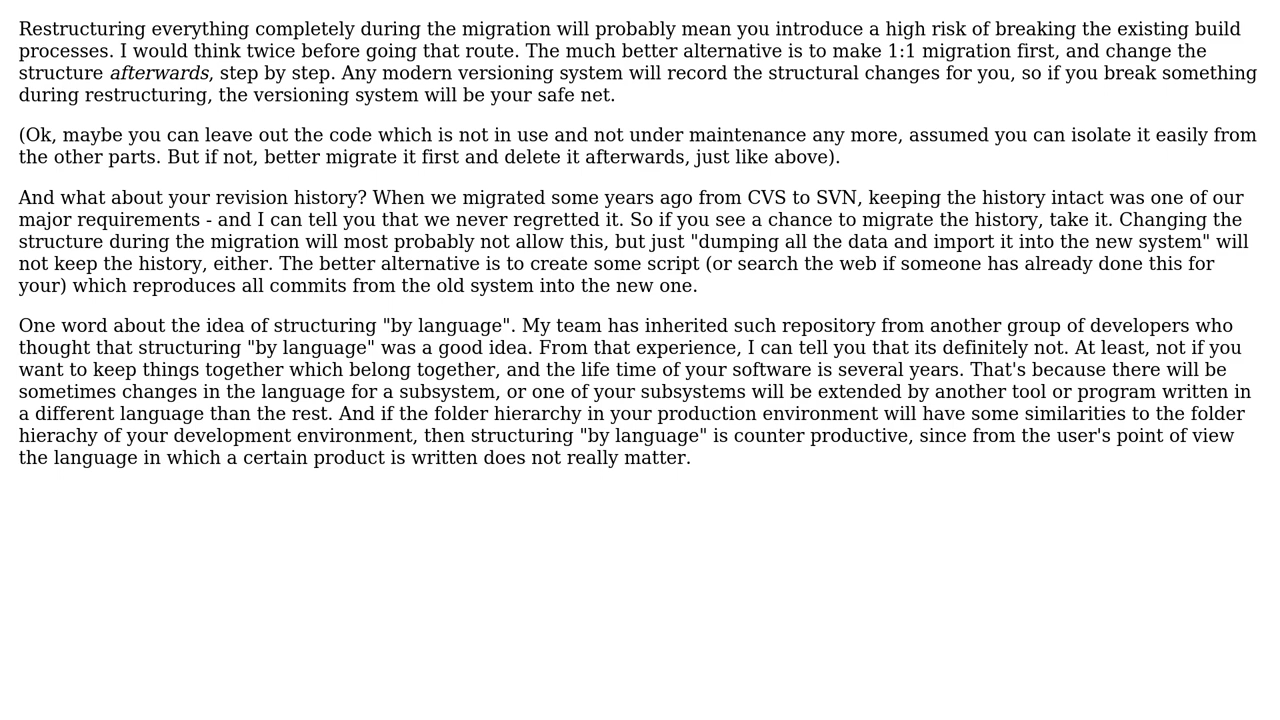 Restructuring everything completely during the migration will probably mean you introduce a high risk of breaking the existing build
processes. I would think twice before going that route. The much better alternative is to make 1:1 migration first, and change the
structure afterwards, step by step. Any modern versioning system will record the structural changes for you, so if you break something
during restructuring, the versioning system will be your safe net.
(Ok, maybe you can leave out the code which is not in use and not under maintenance any more, assumed you can isolate it easily from
the other parts. But if not, better migrate it first and delete it afterwards, just like above).
And what about your revision history? When we migrated some years ago from CVS to SVN, keeping the history intact was one of our
major requirements - and I can tell you that we never regretted it. So if you see a chance to migrate the history, take it. Changing the
structure during the migration will most probably not allow this, but just "dumping all the data and import it into the new system" will
not keep the history, either. The better alternative is to create some script (or search the web if someone has already done this for
your) which reproduces all commits from the old system into the new one.
One word about the idea of structuring "by language". My team has inherited such repository from another group of developers who
thought that structuring "by language" was a good idea. From that experience, I can tell you that its definitely not. At least, not if you
want to keep things together which belong together, and the life time of your software is several years. That's because there will be
sometimes changes in the language for a subsystem, or one of your subsystems will be extended by another tool or program written in
a different language than the rest. And if the folder hierarchy in your production environment will have some similarities to the folder
hierachy of your development environment, then structuring "by language" is counter productive, since from the user's point of view
the language in which a certain product is written does not really matter.